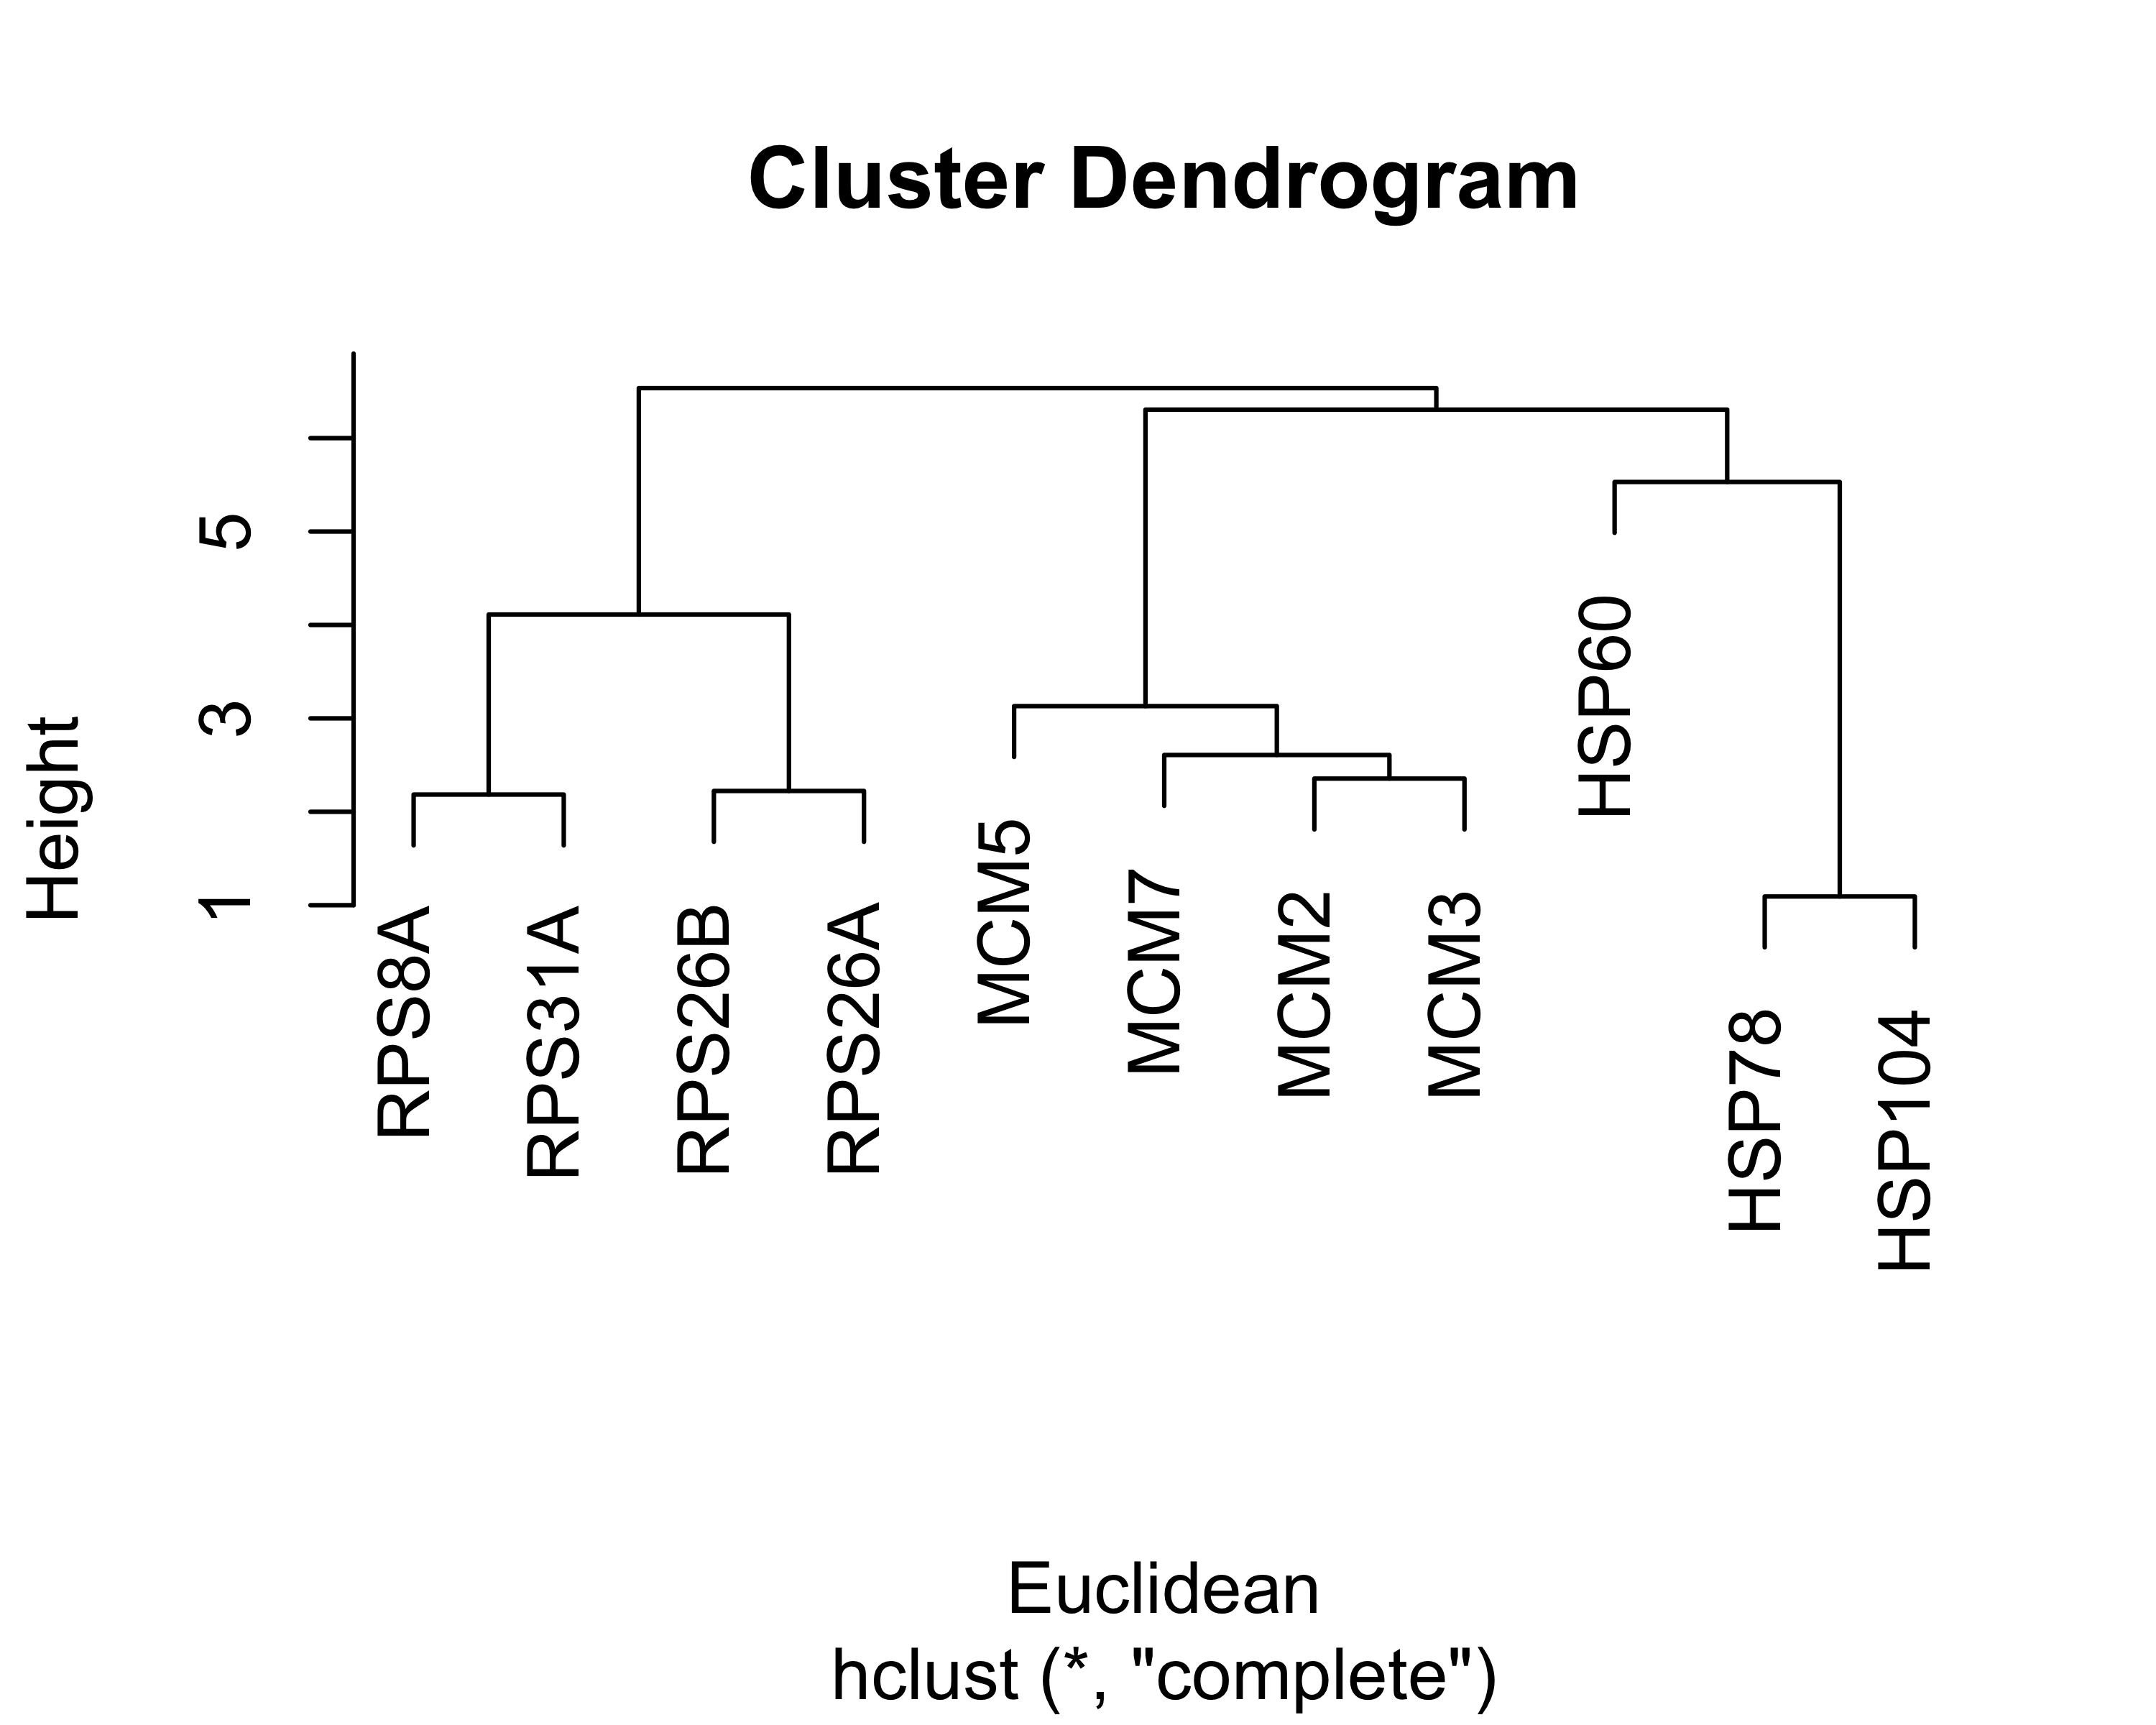 Cluster Dendrogram
Height
5
3
1
RPS8A
RPS31A
RPS26B
RPS26A
MCM5
MCM7
MCM2
MCM3
HSP60
HSP78
HSP104
Euclidean
hclust (*, "complete")